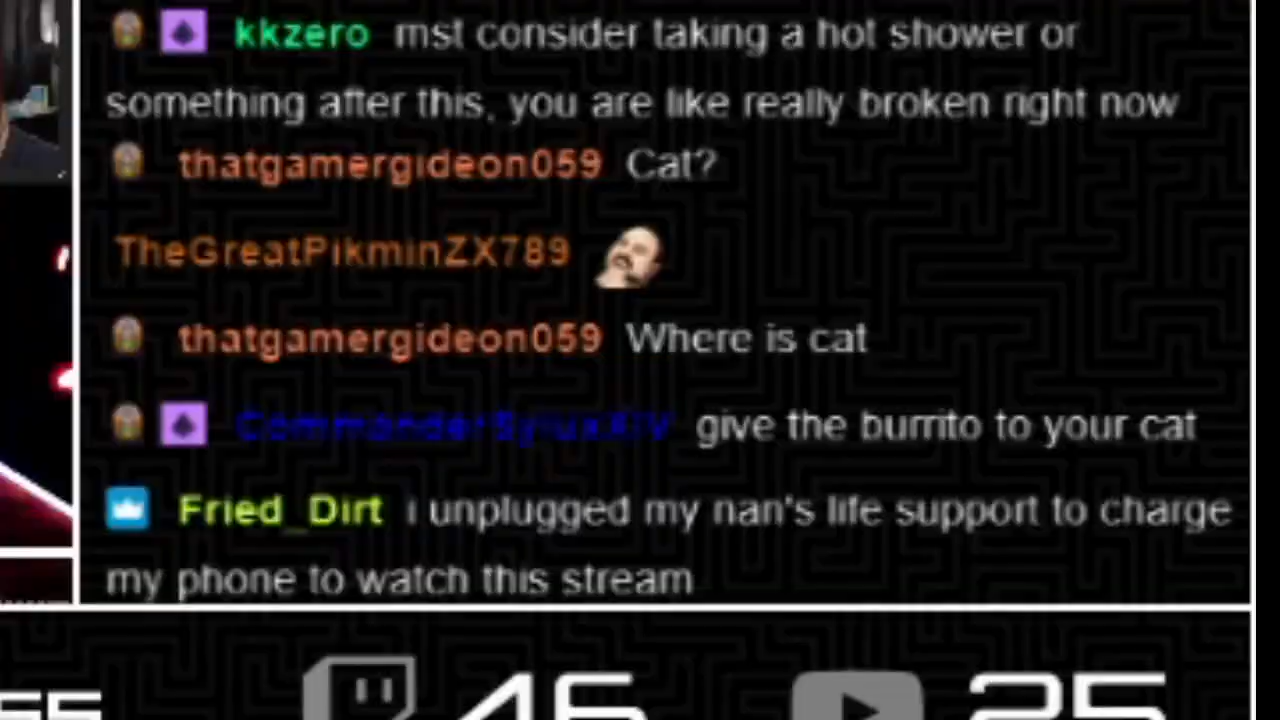 kkzero mst consider taking a hot shower or
something after this, you are like really broken right now
thatgamergideon059 Cat?
TheGreatPikminZX789
thatgamergideon059 Where is cat
CommanderSyluxXIV give the burrito to your cat
Fried_Dirt i unplugged my nan's life support to charge
my phone to watch this stream
46 25